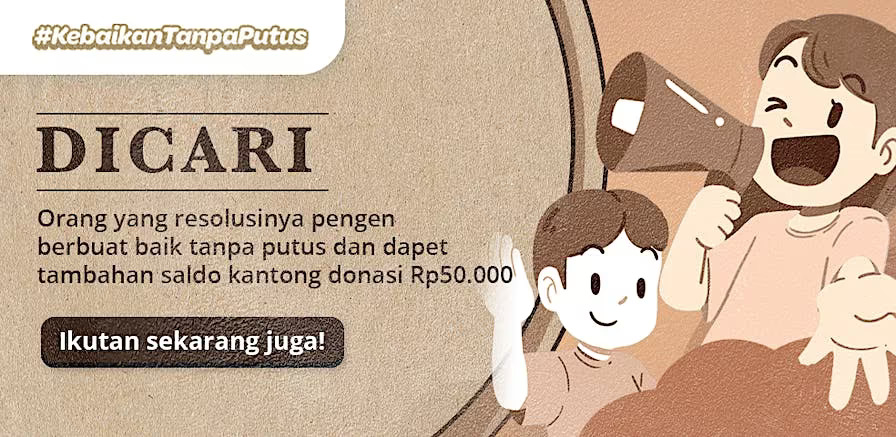 #KebaikanTanpaPutus
DICARI
Orang yang resolusinya pengen
berbuat baik tanpa putus dan dapet
tambahan saldo kantong donasi Rp50.000
Ikutan sekarang juga!